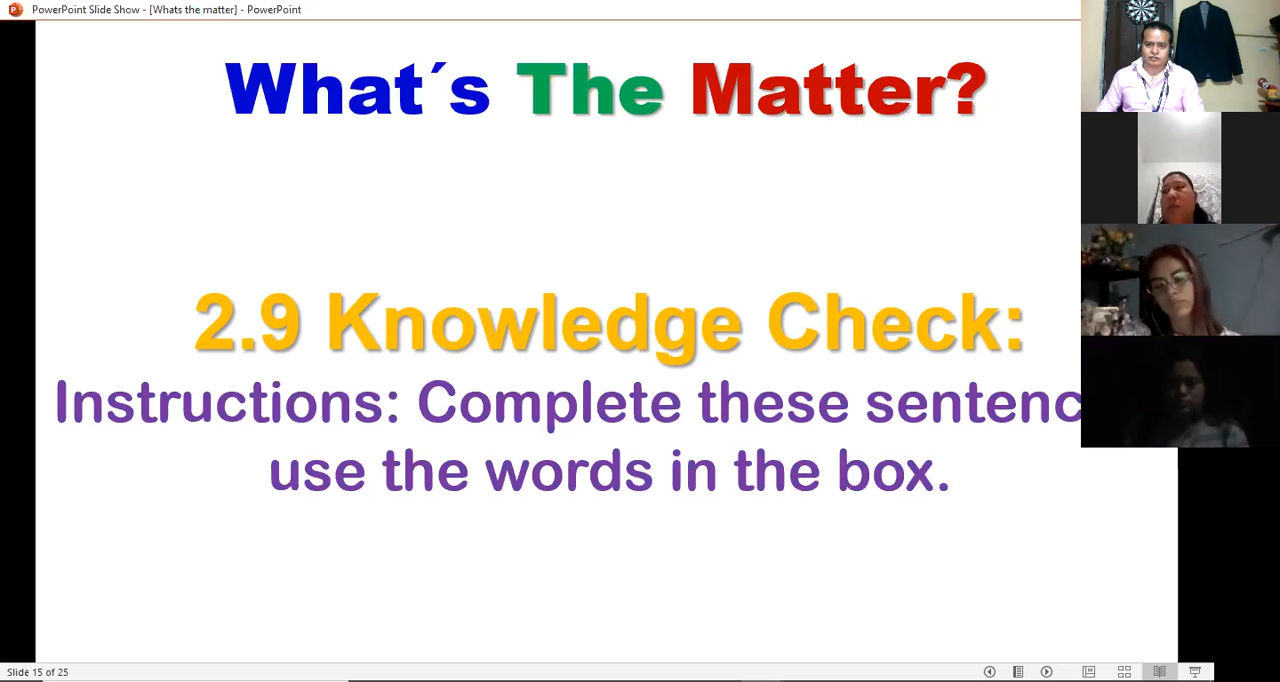 PowerPoint Slide Show - [Whats the matter] - PowerPoint
What´s The Matter?
2.9 Knowledge Check:
Instructions: Complete these
use the words in the box.
Slide 15 of 25